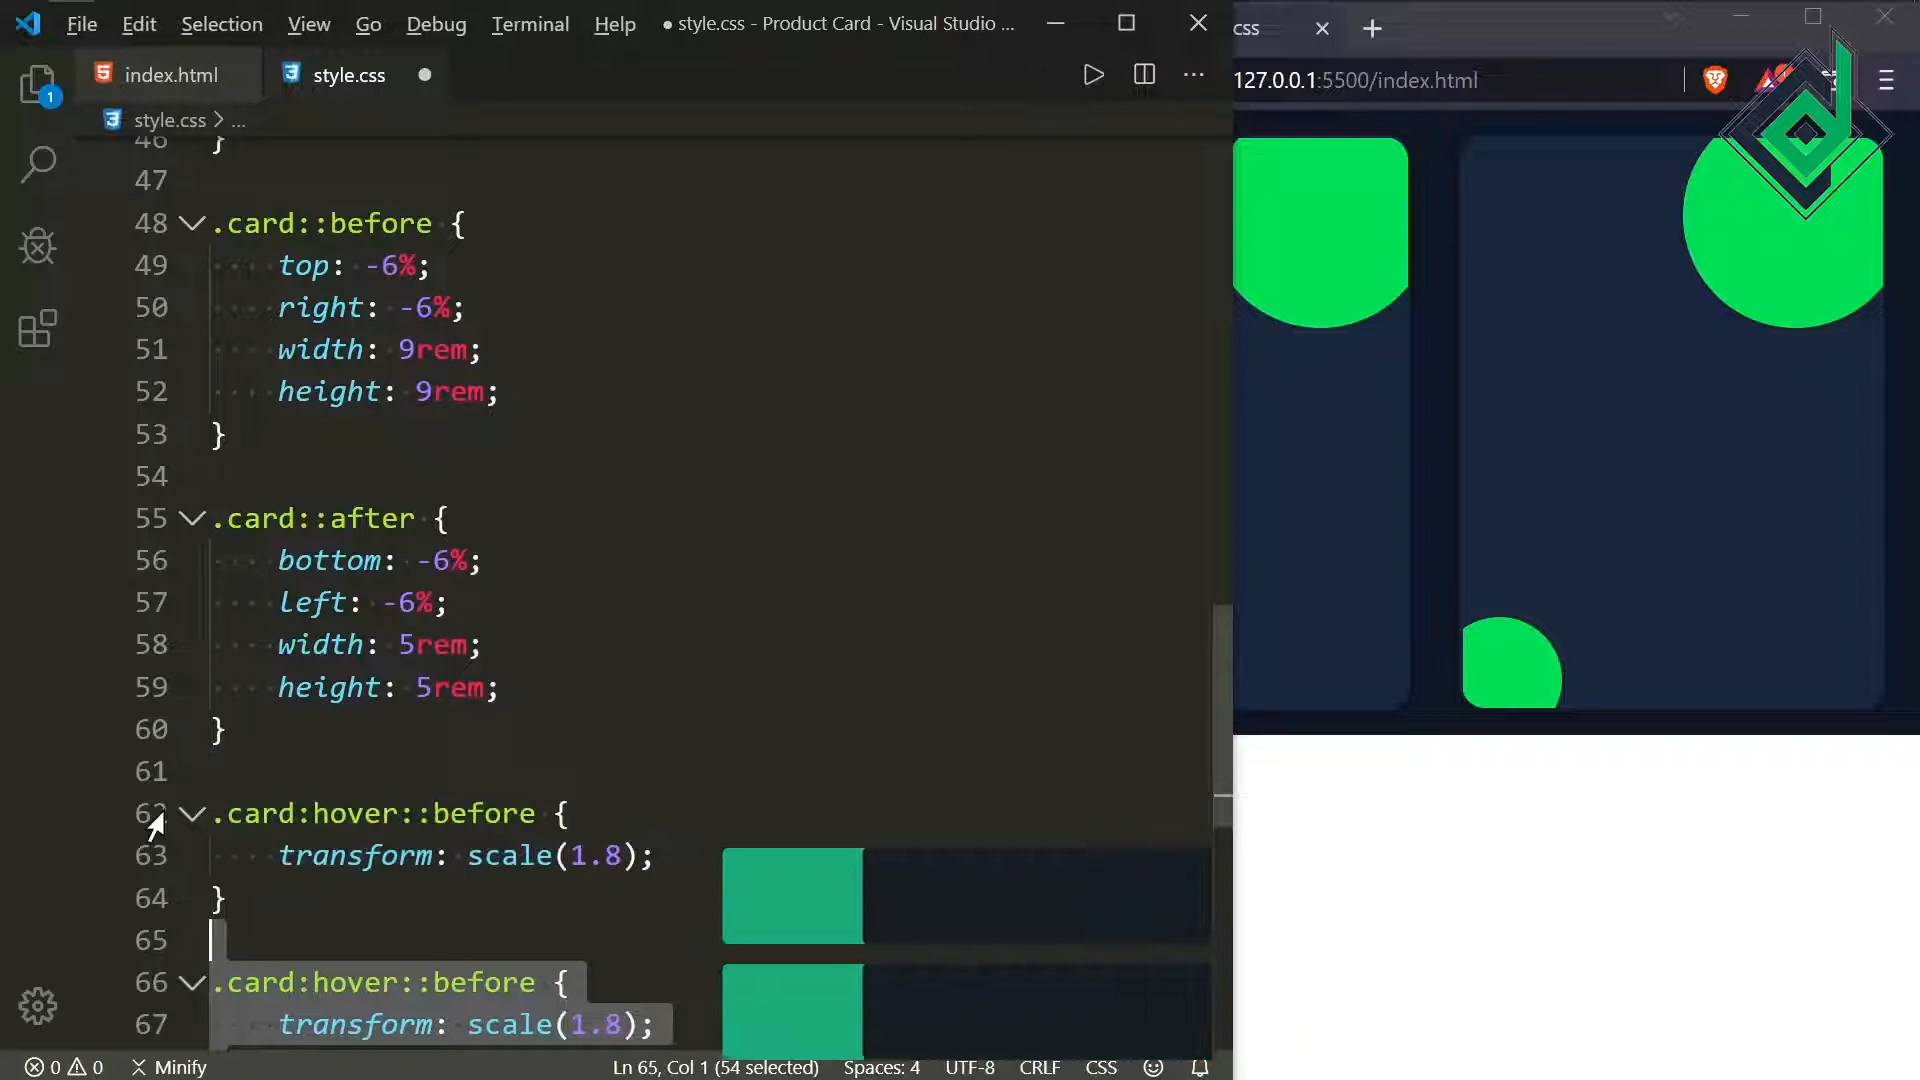 File Edit Selection View Go Debug Terminal Help ● style.css - Product Card - Visual Studio ...
css
index.html style.css
127.0.0.1:5500/index.html
1
style.css > ...
46 }
47
48 .card::before {
49 top: -6%;
50 right: -6%;
51 width: 9rem;
52 height: 9rem;
53 }
54
55 .card::after {
56 bottom: -6%;
57 left: -6%;
58 width: 5rem;
59 height: 5rem;
60 }
61
62 .card:hover::before {
63 transform: scale(1.8);
64 }
65
66 .card:hover::before {
67 transform: scale(1.8);
0 0 Minify Ln 65, Col 1 (54 selected) Spaces: 4 UTF-8 CRLF CSS